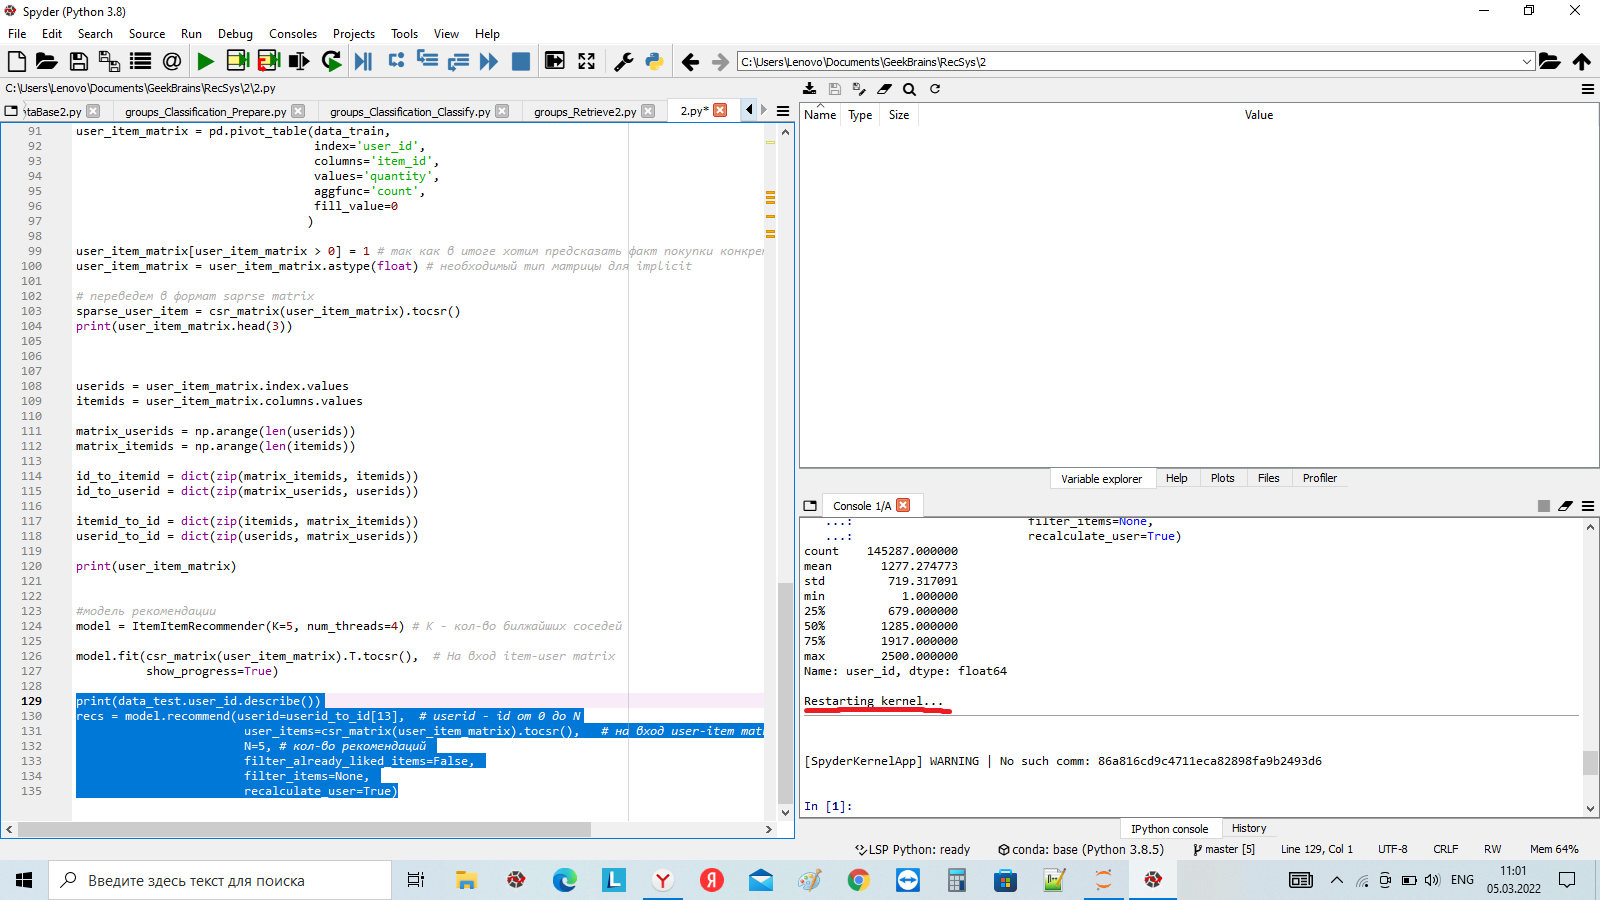 Spyder (Python 3.8)
File Edit Search Source Run Debug Consoles Projects Tools View Help
C:\Users\Lenovo\Documents\GeekBrains\RecSys\2
C:\Users\Lenovo\Documents\GeekBrains\RecSys\2\2.py
taBase2.py groups_Classification_Prepare.py groups_Classification_Classify.py groups_Retrieve2.py 2.py*
91 user_item_matrix = pd.pivot_table(data_train,
92 index='user_id',
93 columns='item_id',
94 values='quantity',
95 aggfunc='count',
96 fill_value=0
97 )
98
99 user_item_matrix[user_item_matrix > 0] = 1 # так как в итоге хотим предсказать факт покупки конкре
100 user_item_matrix = user_item_matrix.astype(float) # необходимый тип матрицы для implicit
101
102 # переведем в формат saprse matrix
103 sparse_user_item = csr_matrix(user_item_matrix).tocsr()
104 print(user_item_matrix.head(3))
105
106
107
108 userids = user_item_matrix.index.values
109 itemids = user_item_matrix.columns.values
110
111 matrix_userids = np.arange(len(userids))
112 matrix_itemids = np.arange(len(itemids))
113
114 id_to_itemid = dict(zip(matrix_itemids, itemids))
115 id_to_userid = dict(zip(matrix_userids, userids))
116
117 itemid_to_id = dict(zip(itemids, matrix_itemids))
118 userid_to_id = dict(zip(userids, matrix_userids))
119
120 print(user_item_matrix)
121
122
123 #модель рекомендации
124 model = ItemItemRecommender(K=5, num_threads=4) # K - кол-во билжайших соседей
125
126 model.fit(csr_matrix(user_item_matrix).T.tocsr(), # На вход item-user matrix
127 show_progress=True)
128
129 print(data_test.user_id.describe())
130 recs = model.recommend(userid=userid_to_id[13], # userid - id от 0 до N
131 user_items=csr_matrix(user_item_matrix).tocsr(), # на вход user-item mat
132 N=5, # кол-во рекомендаций
133 filter_already_liked_items=False,
134 filter_items=None,
135 recalculate_user=True)
Name Type Size Value
Variable explorer Help Plots Files Profiler
Console 1/A
...: filter_items=None,
...: recalculate_user=True)
count 145287.000000
mean 1277.274773
std 719.317091
min 1.000000
25% 679.000000
50% 1285.000000
75% 1917.000000
max 2500.000000
Name: user_id, dtype: float64
Restarting kernel...
[SpyderKernelApp] WARNING | No such comm: 86a816cd9c4711eca82898fa9b2493d6
In [1]:
IPython console History
LSP Python: ready conda: base (Python 3.8.5) master [5] Line 129, Col 1 UTF-8 CRLF RW Mem 64%
Введите здесь текст для поиска
ENG
11:01
05.03.2022